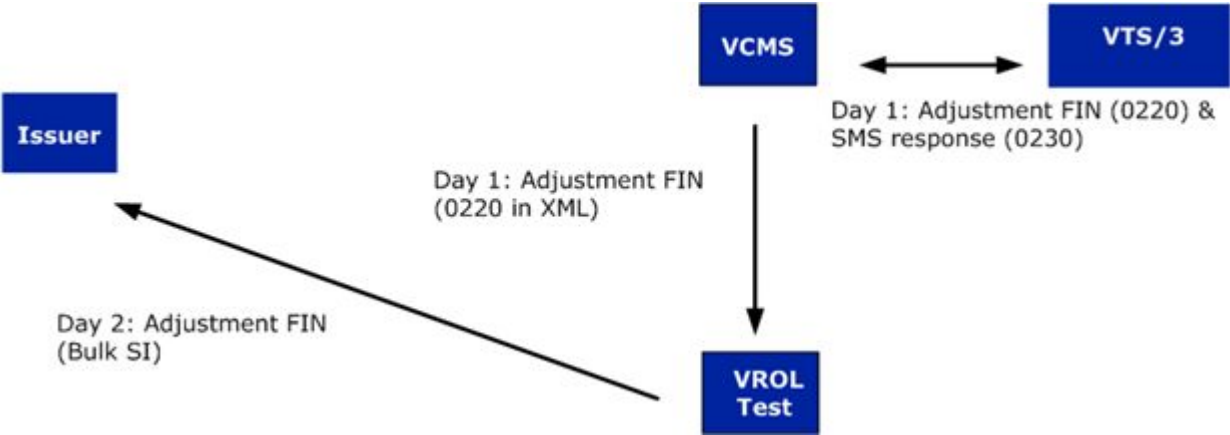 VCMS
VTS/3
Day 1: Adjustment FIN (0220) &
SMS response (0230)
Issuer
Day 1: Adjustment FIN
(0220 in XML)
Day 2: Adjustment FIN
(Bulk SI)
VROL
Test